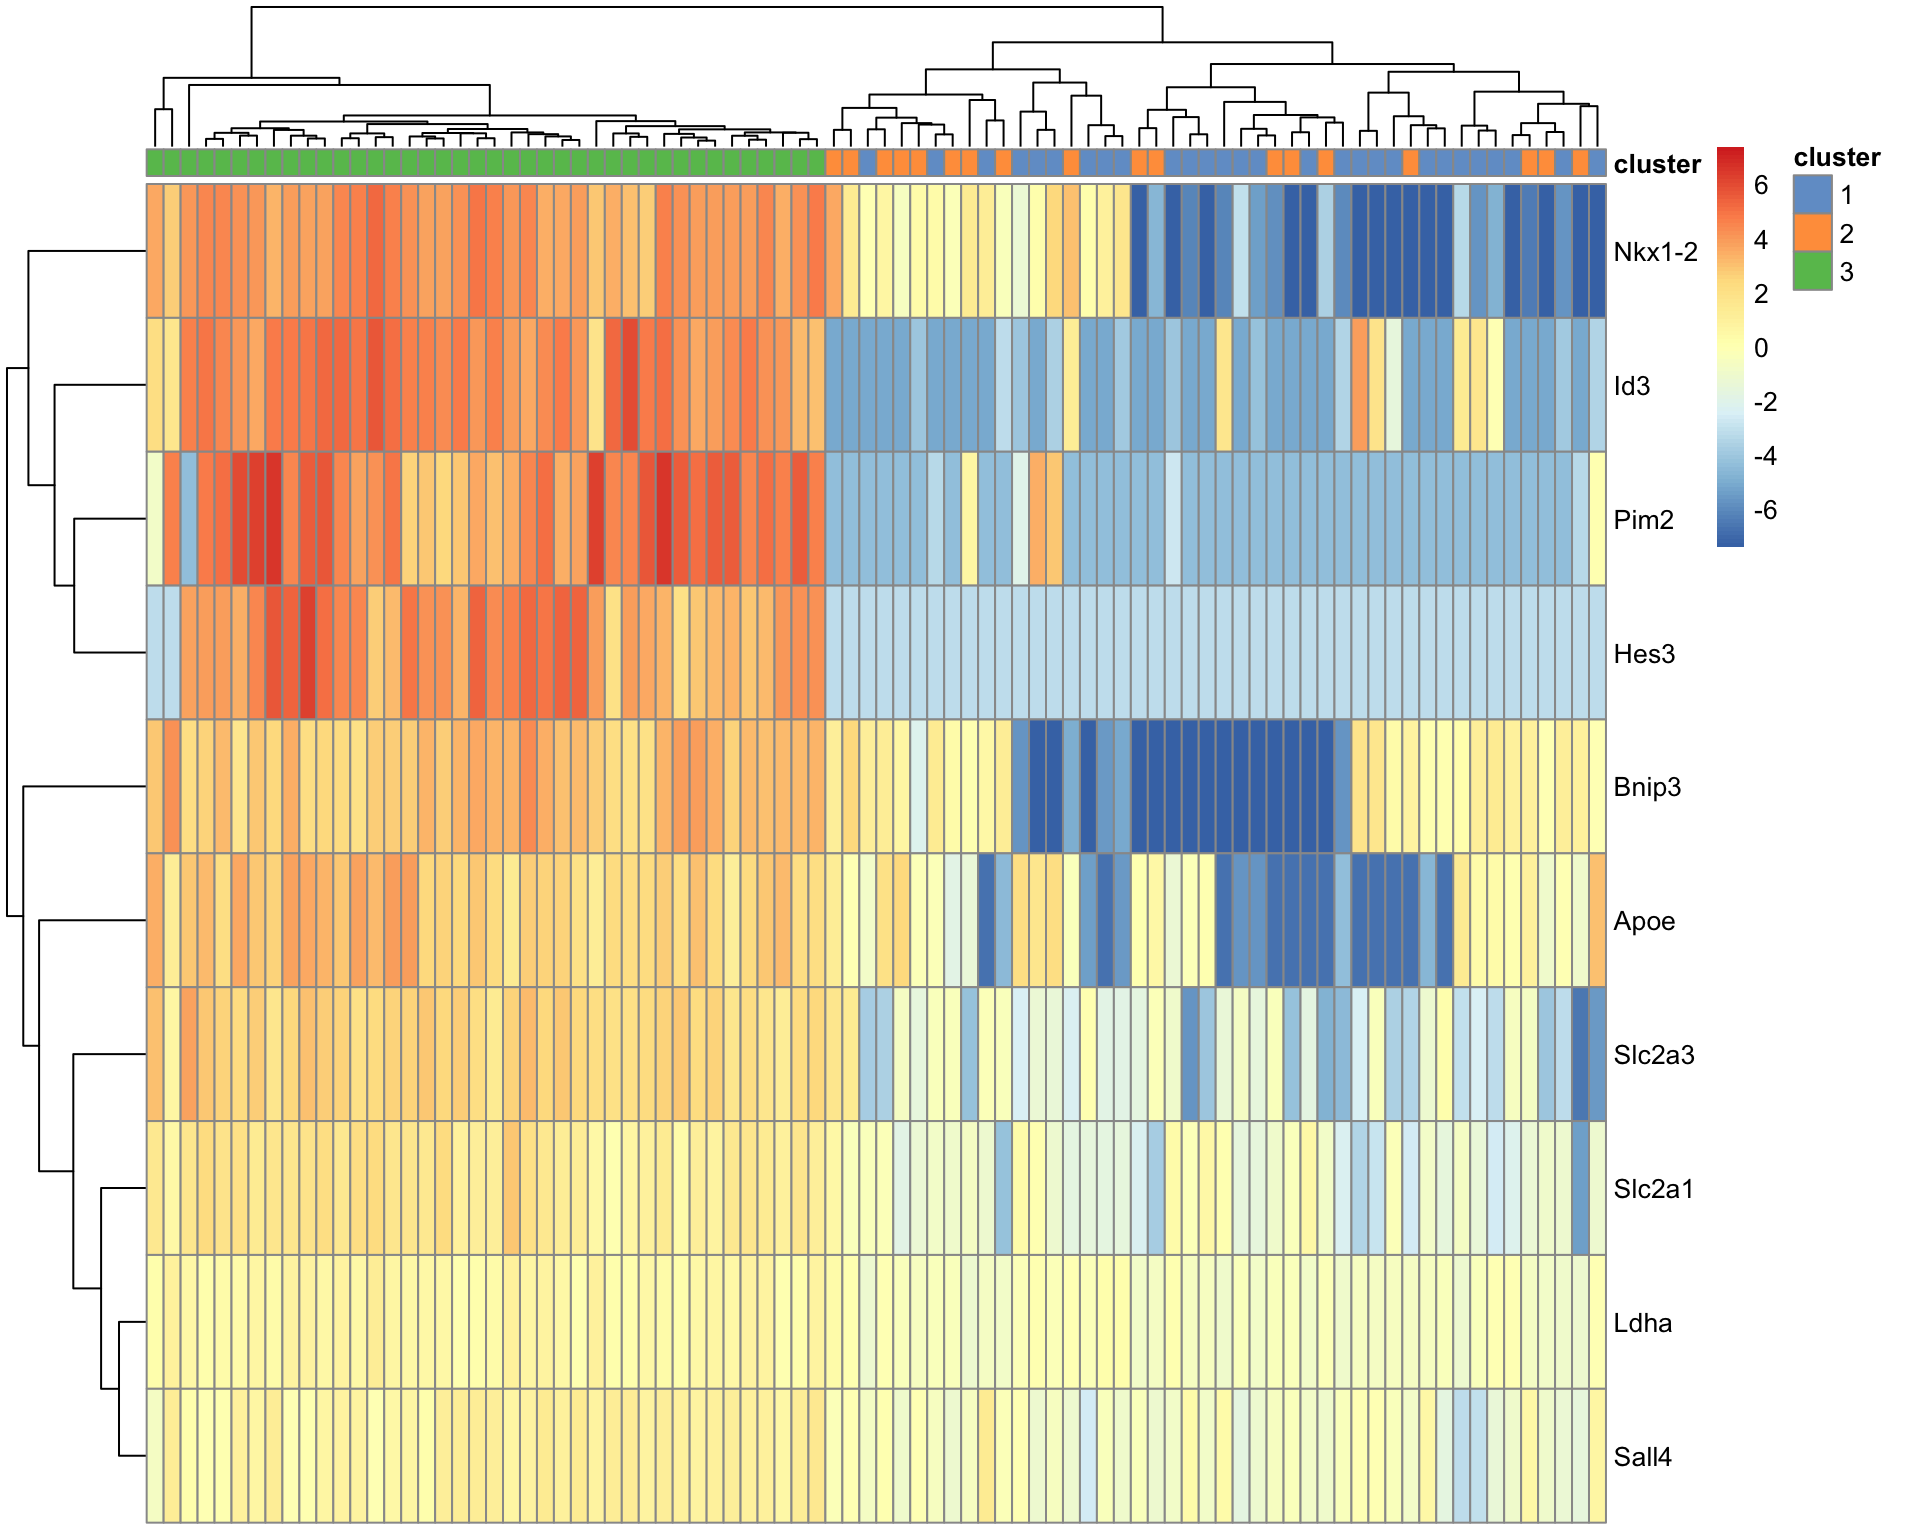 cluster
Nkx1-2
Id3
Pim2
Hes3
Bnip3
Apoe
Slc2a3
Slc2a1
Ldha
Sall4
6
4
2
0
-2
-4
-6
cluster
1
2
3